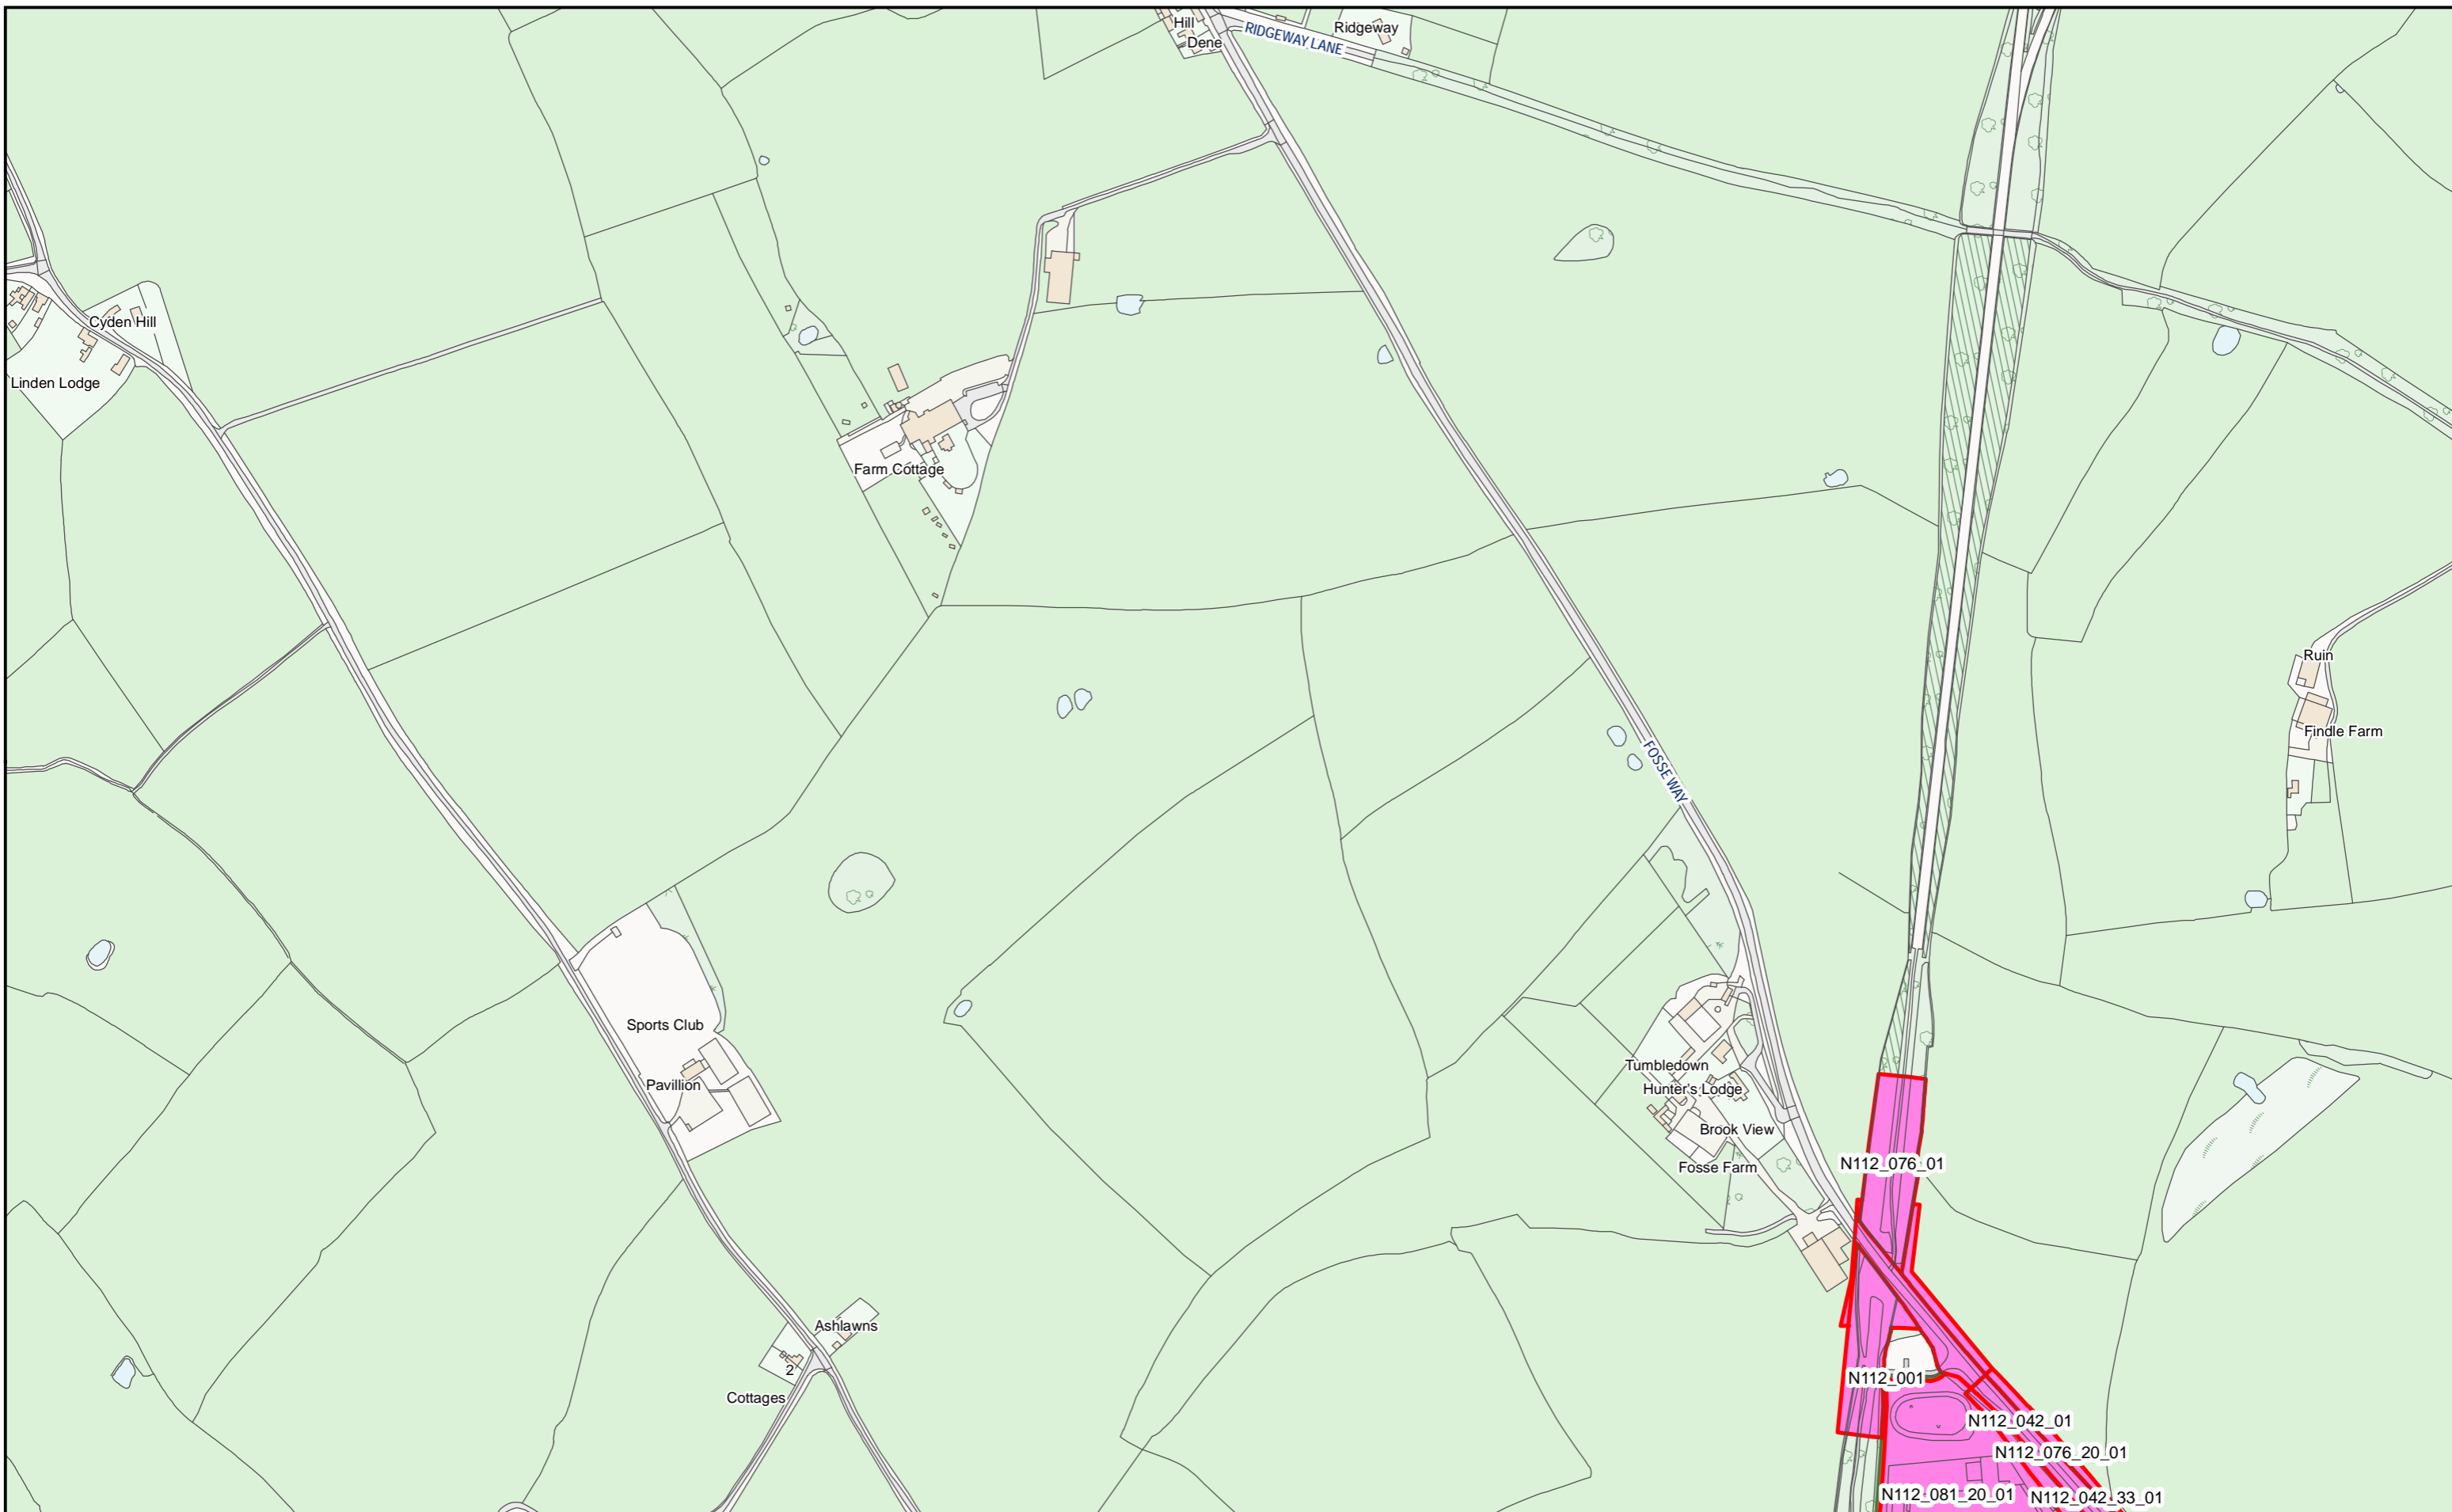 Hill
Dene
RIDGEWAY LANE
Ridgeway
Cyden Hill
Linden Lodge
Farm Cottage
Ruin
Findle Farm
FOSSE WAY
Sports Club
Pavillion
Tumbledown
Hunter's Lodge
Brook View
Fosse Farm
N112_076_01
Ashlawns
2
Cottages
N112_001
N112_042_01
N112_076_20_01
N112_081_20_01
N112_042_33_01